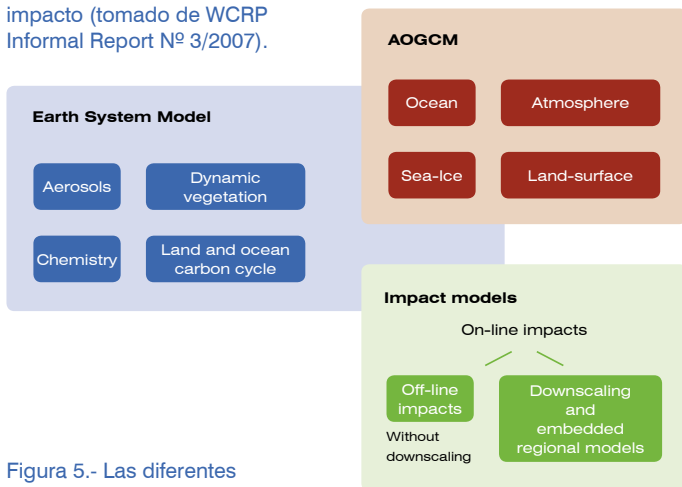 impacto (tomado de WCRP
Informal Report Nº 3/2007).
AOGCM
Ocean
Atmosphere
Sea-Ice
Land-surface
Earth System Model
Aerosols
Dynamic
vegetation
Chemistry
Land and ocean
carbon cycle
Impact models
On-line impacts
Off-line
impacts
Without
downscaling
Downscaling
and
embedded
regional models
Figura 5.- Las diferentes